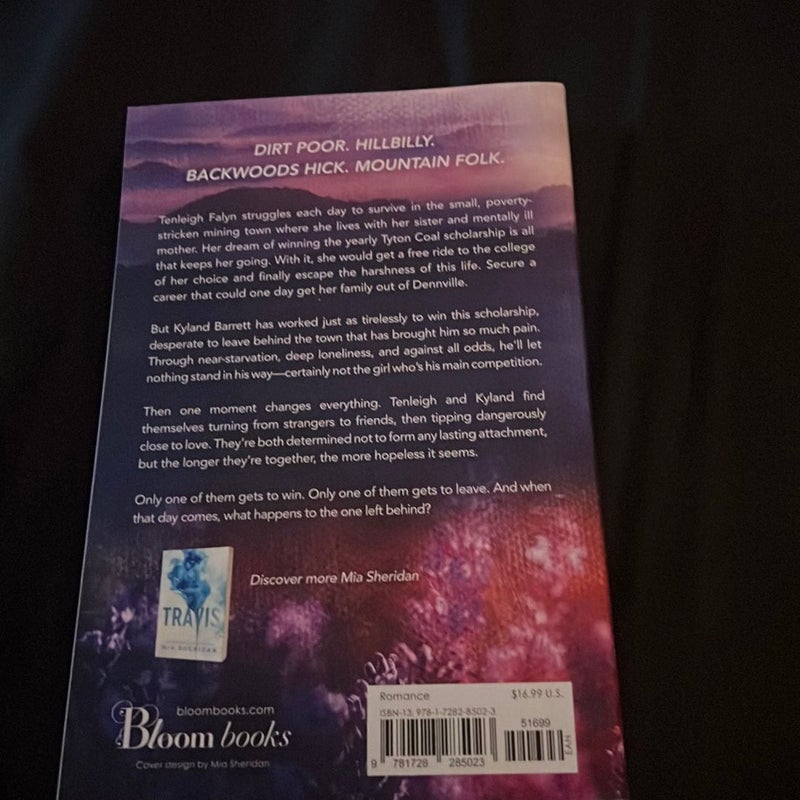 DIRT POOR. HILLBILLY.
BACKWOODS HICK. MOUNTAIN FOLK.
Tenleigh Falyn struggles each day to survive in the small, poverty-
stricken mining town where she lives with her sister and mentally ill
mother. Her dream of winning the yearly Tyton Coal scholarship is all
that keeps her going. With it, she would get a free ride to the college
of her choice and finally escape the harshness of this life. Secure a
career that could one day get her family out of Dennville.
But Kyland Barrett has worked just as tirelessly to win this scholarship,
desperate to leave behind the town that has brought him so much pain.
Through near-starvation, deep loneliness, and against all odds, he'll let
nothing stand in his way—certainly not the girl who's his main competition.
Then one moment changes everything. Tenleigh and Kyland find
themselves turning from strangers to friends, then tipping dangerously
close to love. They're both determined not to form any lasting attachment,
but the longer they're together, the more hopeless it seems.
Only one of them gets to win. Only one of them gets to leave. And when
that day comes, what happens to the one left behind?
TRAVIS
MIA SHERIDAN
Discover more Mia Sheridan
bloombooks.com
Bloom books
Cover design by Mia Sheridan
Romance $16.99 U.S.
ISBN-13: 978-1-7282-8502-3
51699
9 781728 285023
EAN